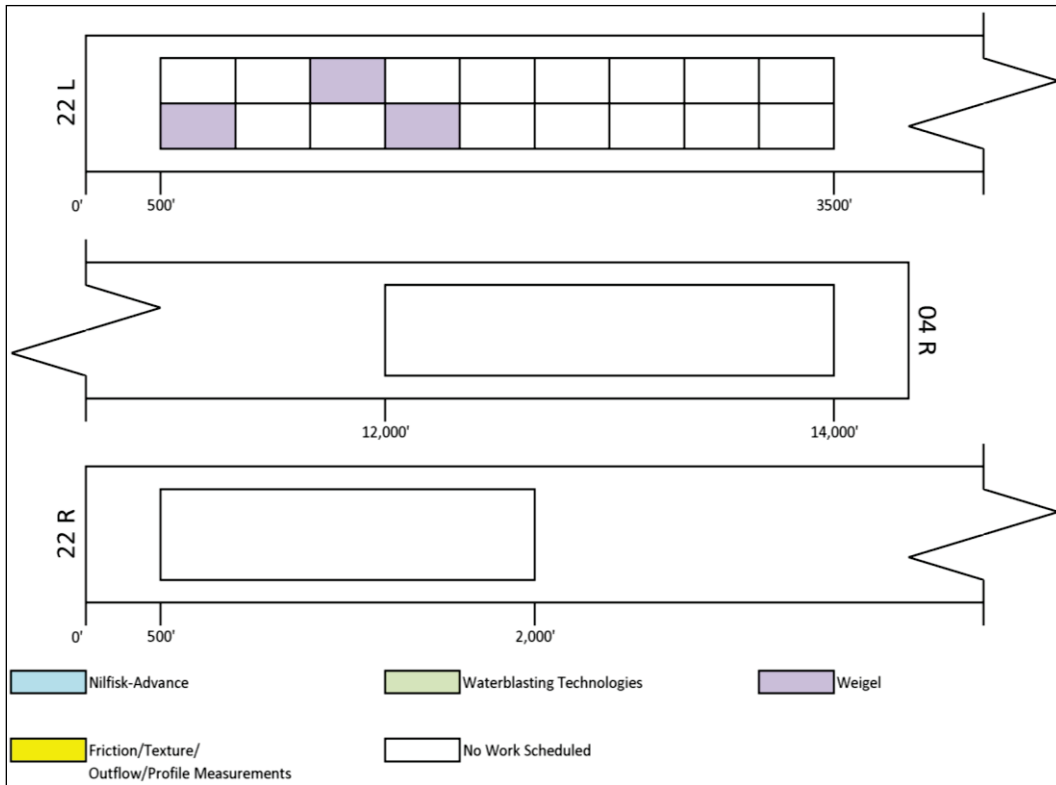 22 L
0'
500'
3500'
04 R
12,000'
14,000'
22 R
0'
500'
2,000'
Nilfisk-Advance
Waterblasting Technologies
Weigel
Friction/Texture/
Outflow/Profile Measurements
No Work Scheduled